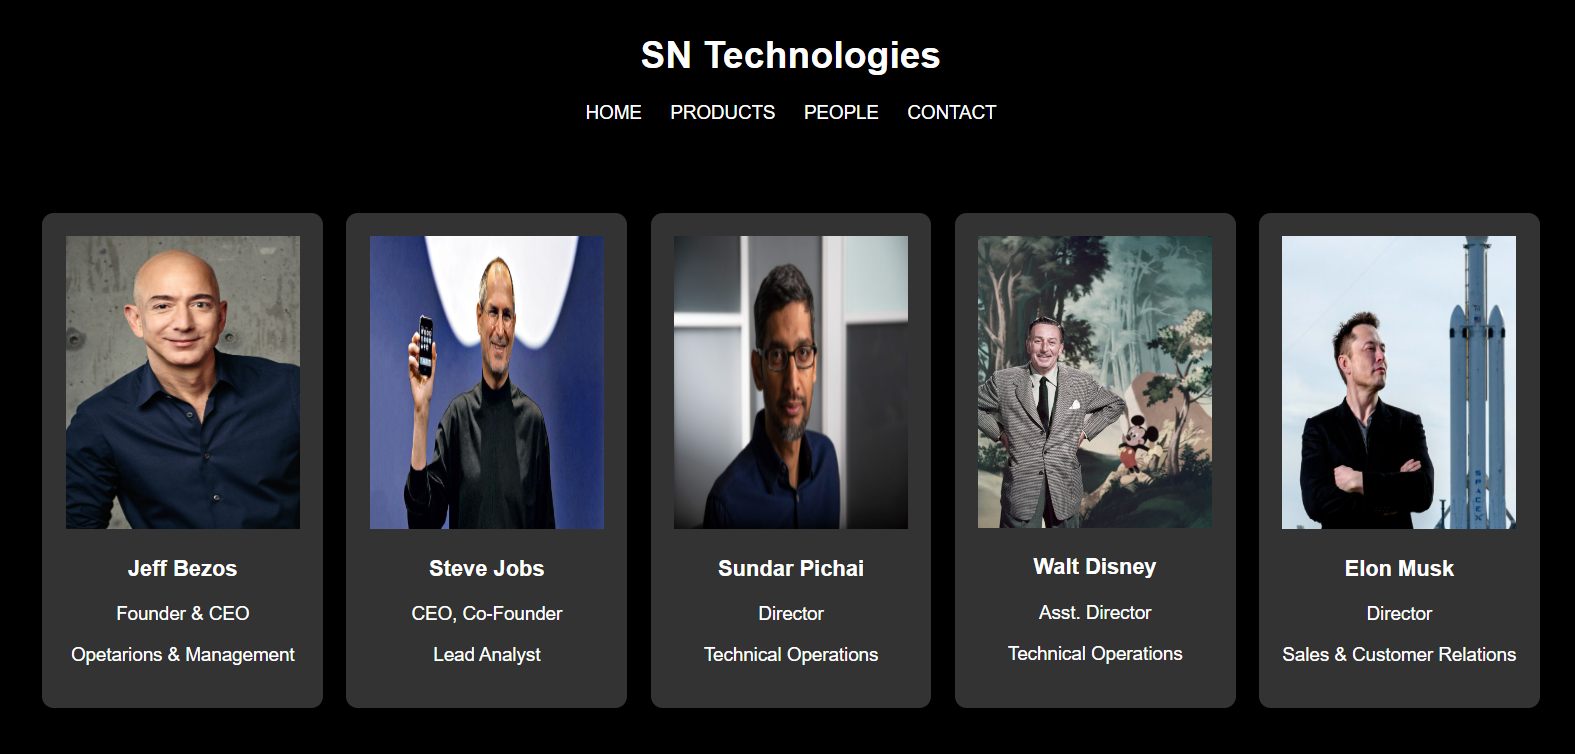 SN Technologies
HOME PRODUCTS PEOPLE CONTACT
SPACEX
Jeff Bezos
Founder & CEO
Opetarions & Management
Steve Jobs
CEO, Co-Founder
Lead Analyst
Sundar Pichai
Director
Technical Operations
Walt Disney
Asst. Director
Technical Operations
Elon Musk
Director
Sales & Customer Relations